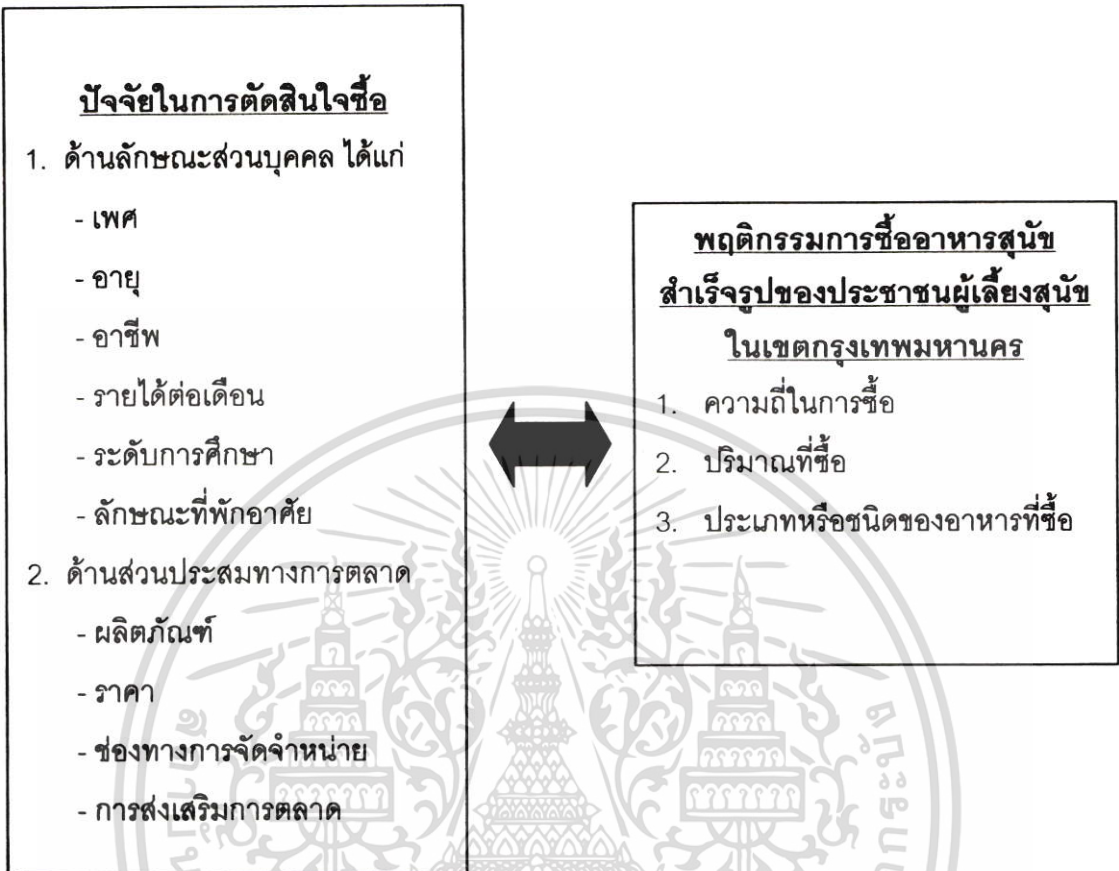 ปัจจัยในการตัดสินใจซื้อ
1. ด้านลักษณะส่วนบุคคล ได้แก่
- เพศ
- อายุ
- อาชีพ
- รายได้ต่อเดือน
- ระดับการศึกษา
- ลักษณะที่พักอาศัย
2. ด้านส่วนประสมทางการตลาด
- ผลิตภัณฑ์
- ราคา
- ช่องทางการจัดจำหน่าย
- การส่งเสริมการตลาด
พฤติกรรมการซื้ออาหารสุนัข
สำเร็จรูปของประชาชนผู้เลี้ยงสุนัข
ในเขตกรุงเทพมหานคร
1. ความถี่ในการซื้อ
2. ปริมาณที่ซื้อ
3. ประเภทหรือชนิดของอาหารที่ซื้อ